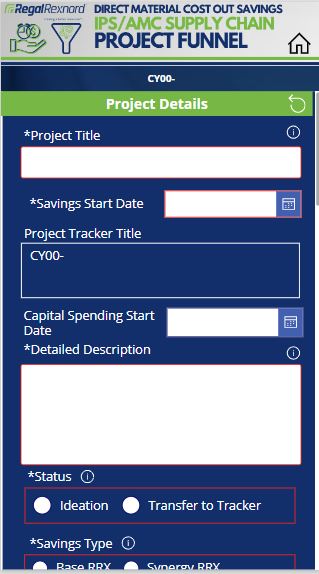 RegalRexnord
DIRECT MATERIAL COST OUT SAVINGS
IPS/AMC SUPPLY CHAIN
PROJECT FUNNEL
CY00-
Project Details
*Project Title
*Savings Start Date
Project Tracker Title
CY00-
Capital Spending Start
Date
*Detailed Description
*Status
Ideation Transfer to Tracker
*Savings Type
Base RRX Synergy RRX